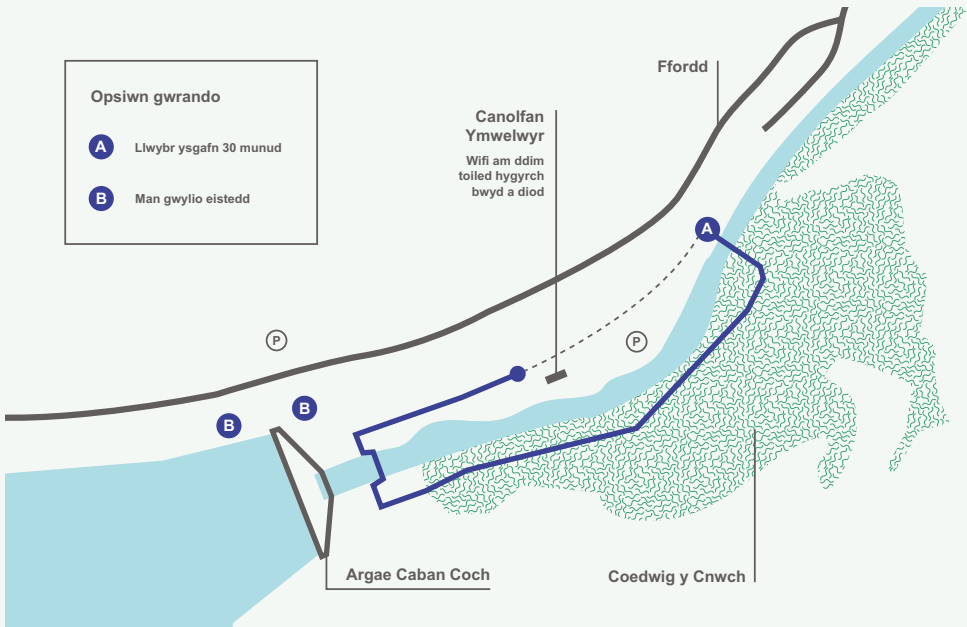 Opsiwn gwrando
A Llwybr ysgafn 30 munud
B Man gwylio eistedd
Ffordd
Canolfan
Ymwelwyr
Wifi am ddim
toiled hygyrch
bwyd a diod
A
P
P
B
B
Argae Caban Coch
Coedwig y Cnwch